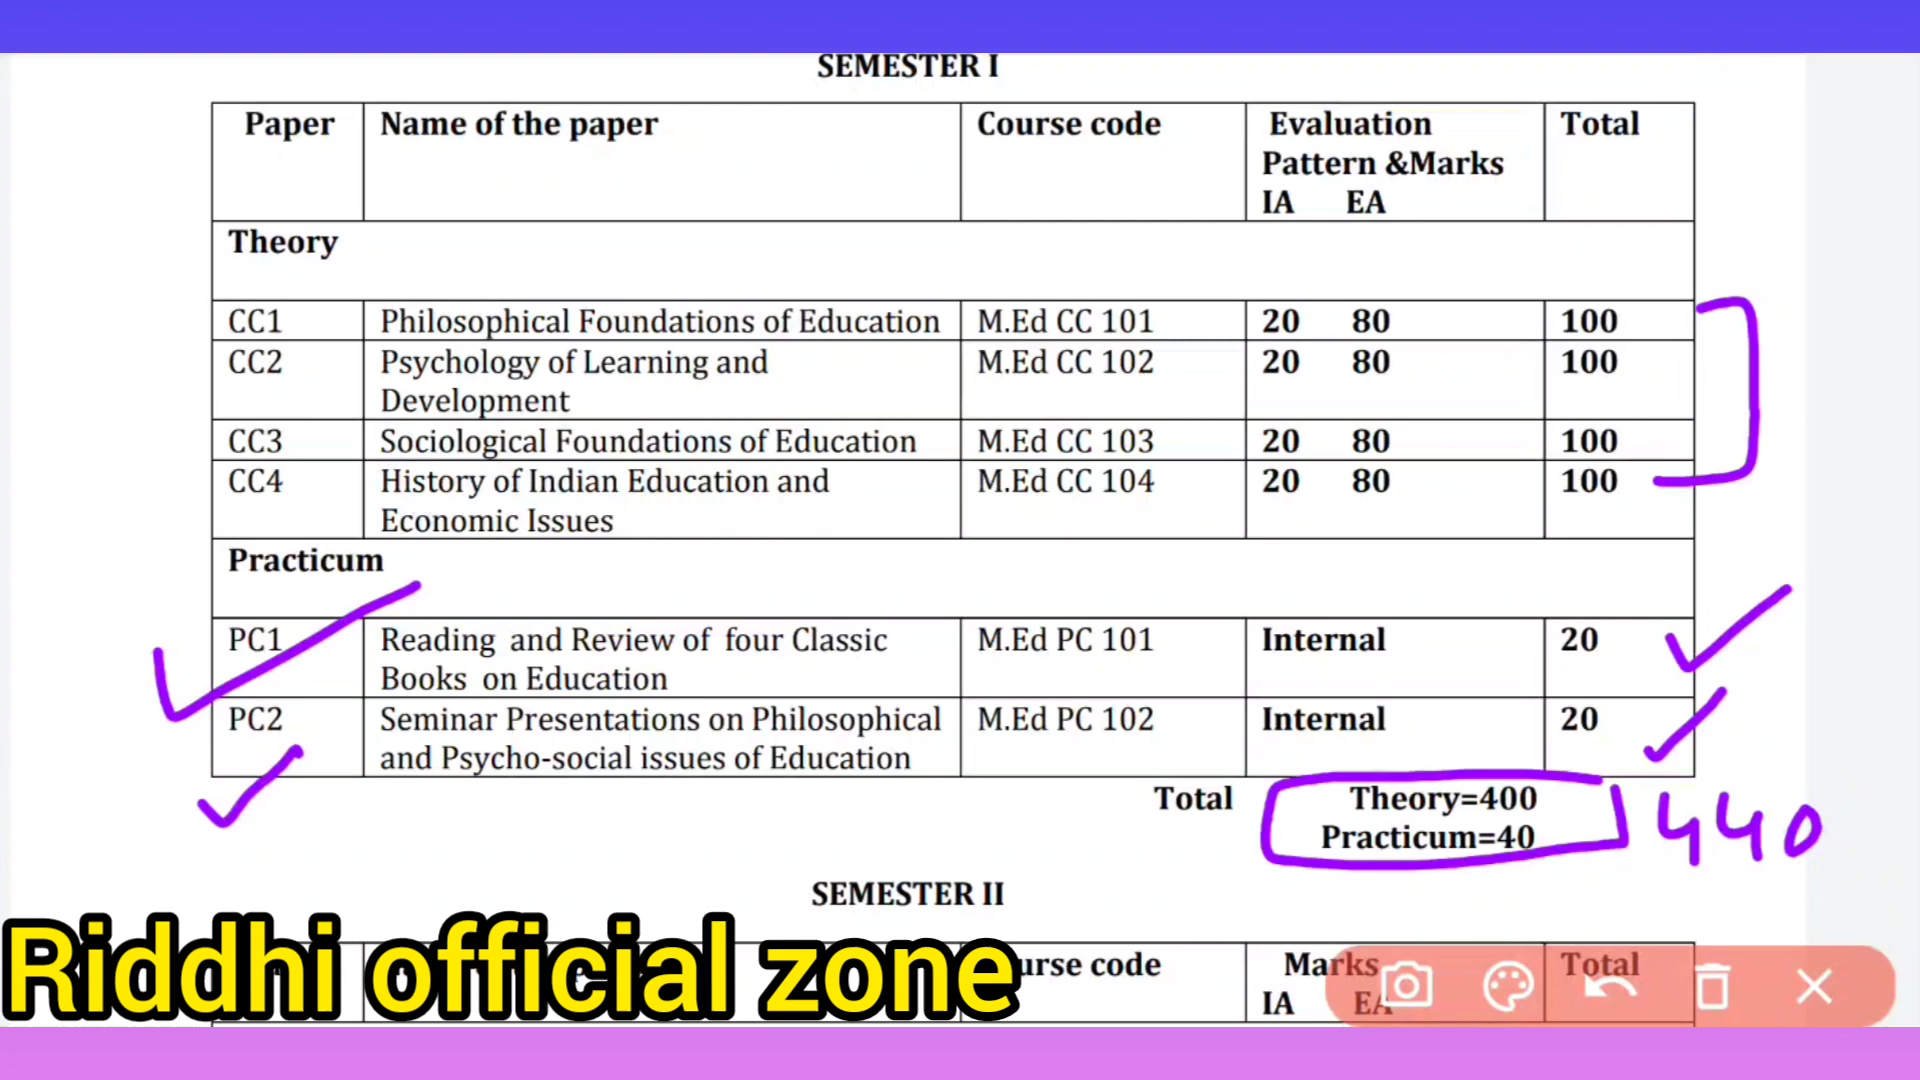 SEMESTER I
Paper Name of the paper Course code Evaluation Total
Pattern &Marks
IA EA
Theory
CC1 Philosophical Foundations of Education M.Ed CC 101 20 80 100
CC2 Psychology of Learning and M.Ed CC 102 20 80 100
Development
CC3 Sociological Foundations of Education M.Ed CC 103 20 80 100
CC4 History of Indian Education and M.Ed CC 104 20 80 100
Economic Issues
Practicum
PC1 Reading and Review of four Classic M.Ed PC 101 Internal 20
Books on Education
PC2 Seminar Presentations on Philosophical M.Ed PC 102 Internal 20
and Psycho-social issues of Education
Total Theory=400
Practicum=40
440
SEMESTER II
Riddhi official zone
code Marks Total
IA EA